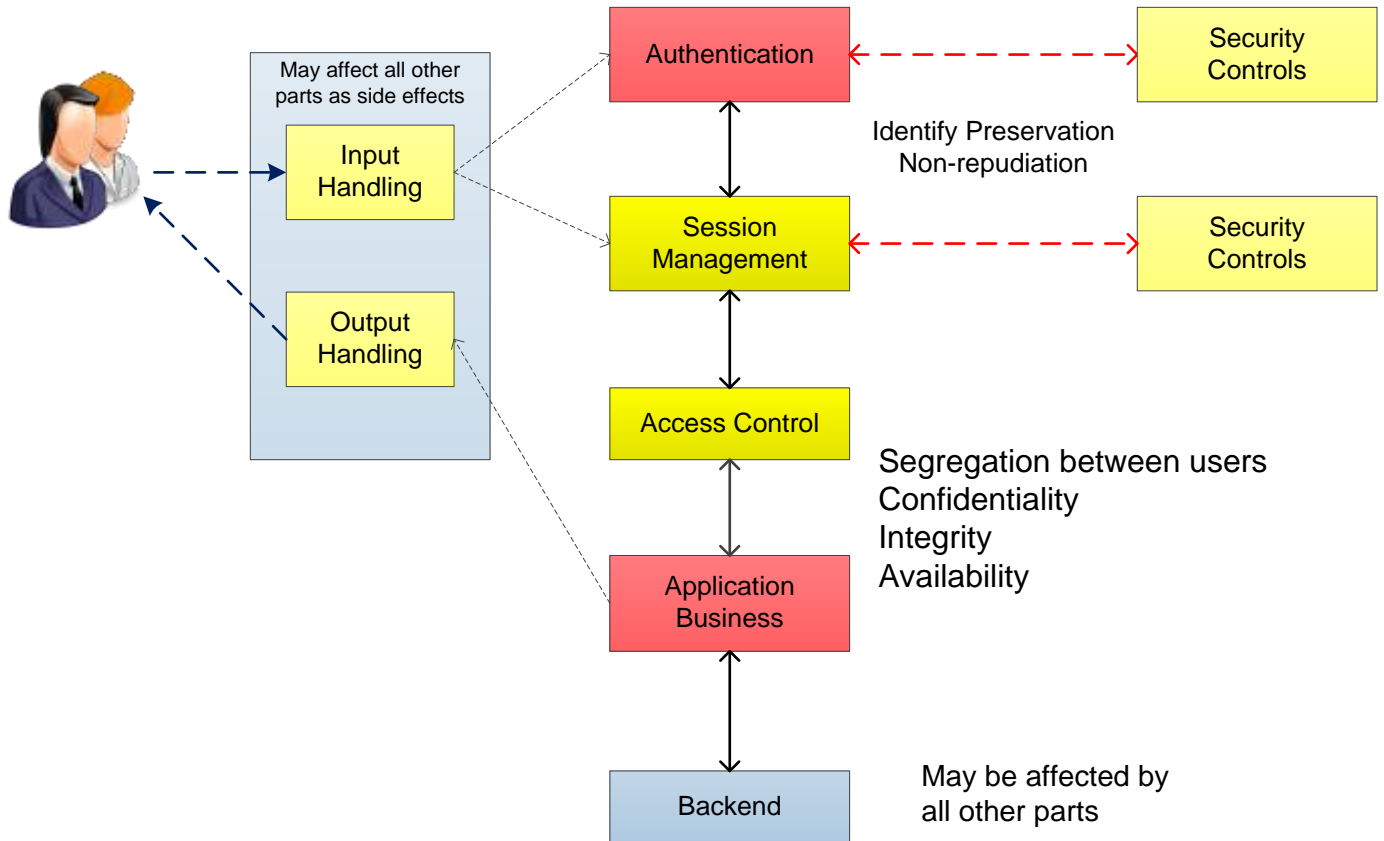 May affect all other
parts as side effects
Input
Handling
Output
Handling
Authentication
Security
Controls
Identify Preservation
Non-repudiation
Session
Management
Security
Controls
Access Control
Segregation between users
Confidentiality
Integrity
Availability
Application
Business
Backend
May be affected by
all other parts